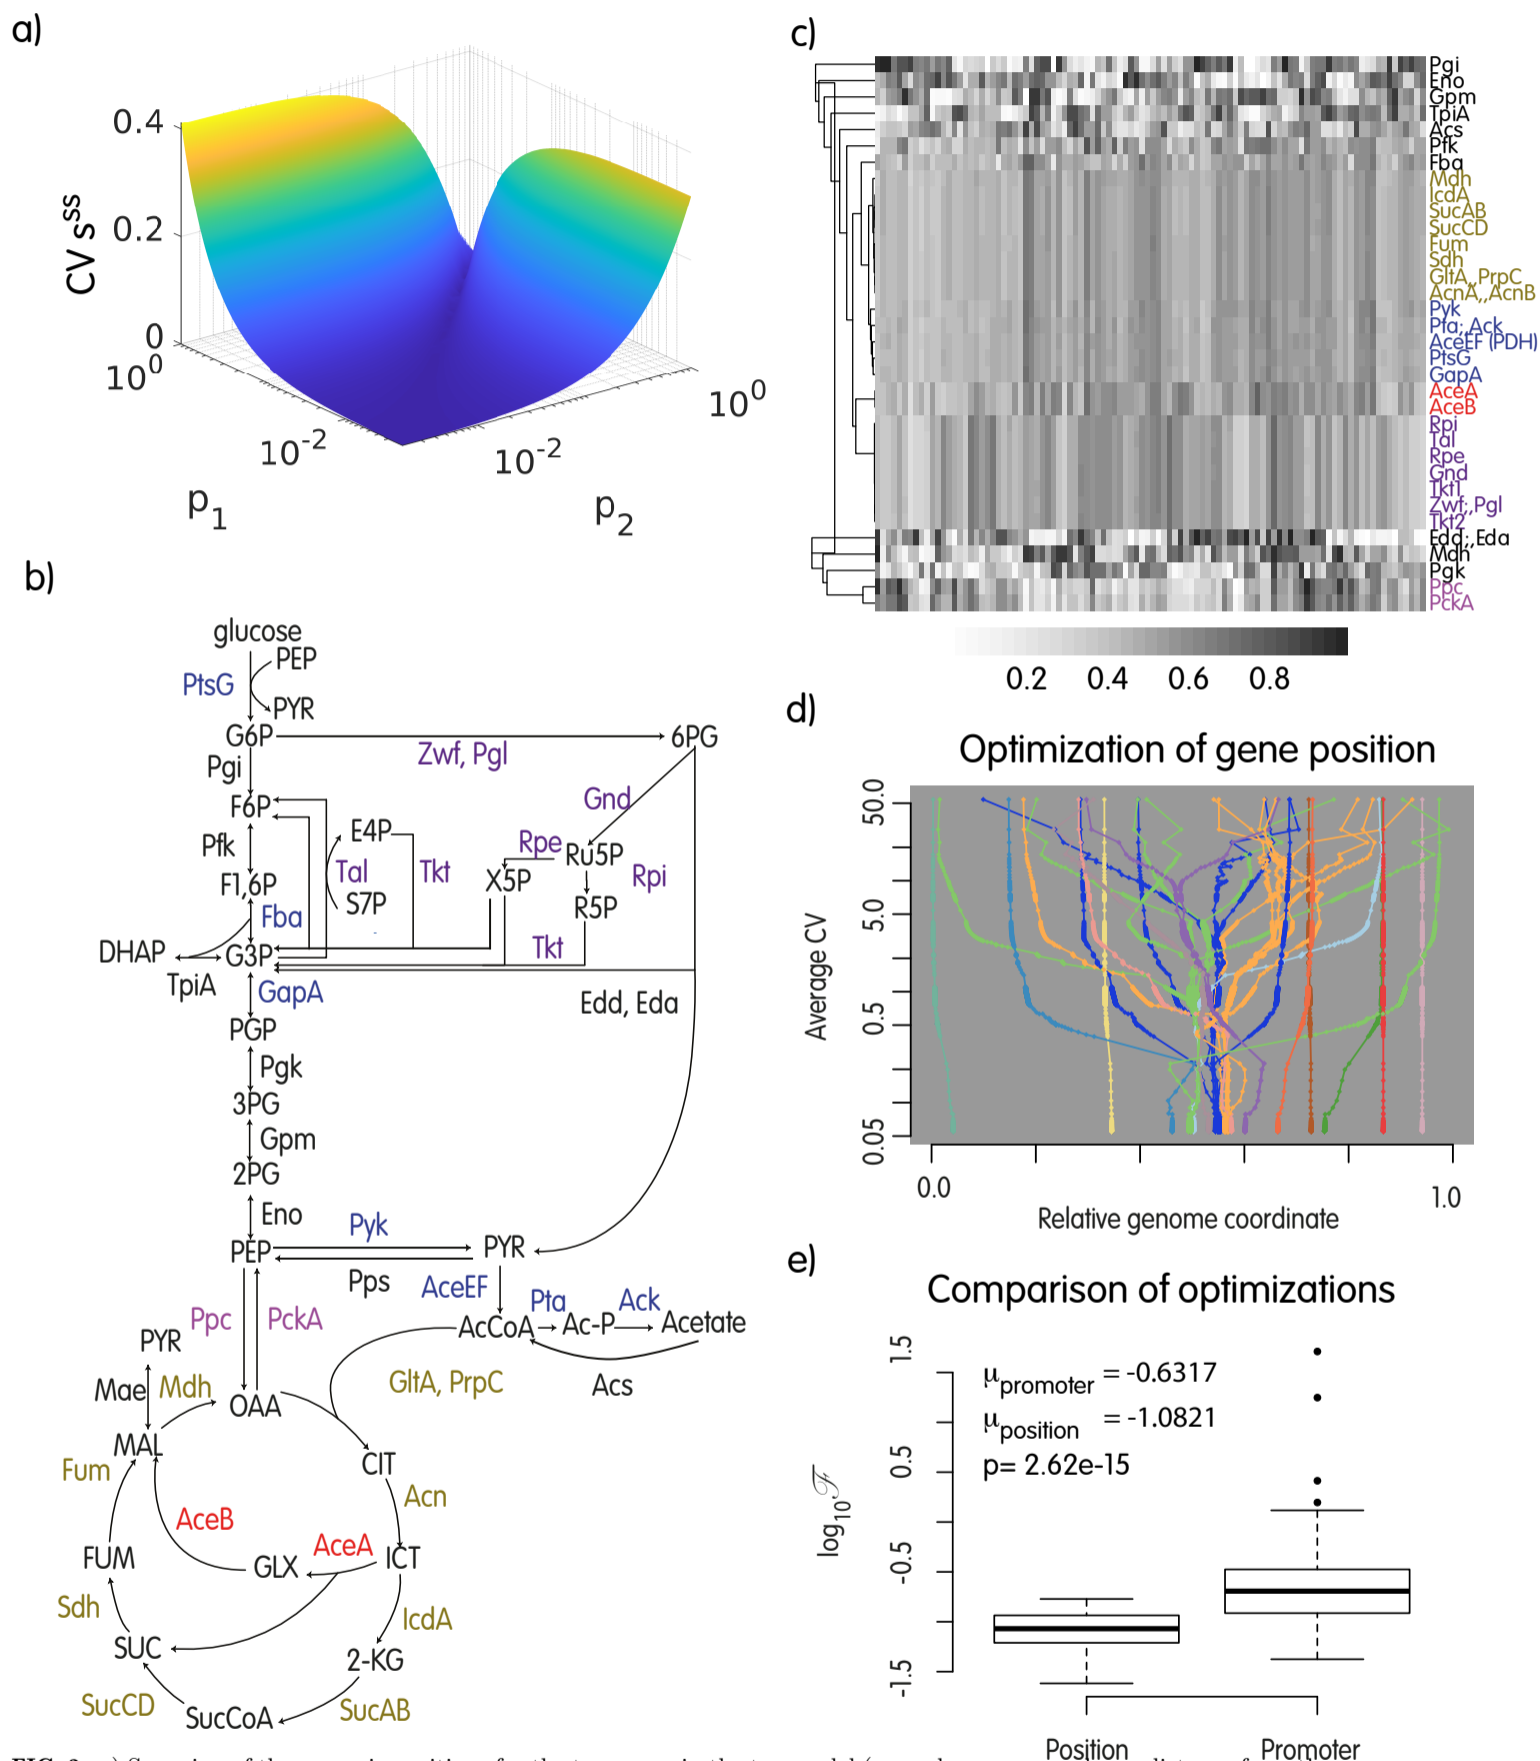 a)
0.4
0.2
0
CV s^ss
10^0
10^-2
p_1
10^-2
10^0
p_2
b)
glucose
PEP
PtsG
PYR
G6P
Zwf, Pgl
6PG
Pgi
Gnd
F6P
E4P
Pfk
Tal
Tkt
Rpe
Ru5P
Rpi
F1,6P
S7P
X5P
R5P
Fba
DHAP
G3P
Tkt
TpiA
GapA
Edd, Eda
PGP
Pgk
3PG
Gpm
2PG
Eno
PEP
Pyk
PYR
Pps
AceEF
Pta
Ack
Ppc
PckA
AcCoA
Ac-P
Acetate
PYR
Mae
Mdh
OAA
GltA, PrpC
Acs
MAL
CIT
Fum
Acn
AceB
AceA
FUM
GLX
ICT
Sdh
IcdA
SUC
2-KG
SucCD
SucCoA
SucAB
c)
Pgi
Eno
Gpm
TpiA
Acs
Pfk
Fba
Mdh
IcdA
SucAB
SucCD
Fum
Sdh
GltA,,PrpC
AcnA,,AcnB
Pyk
Pta;,Ack
AceEF (PDH)
PtsG
GapA
AceA
AceB
Rpi
Tal
Rpe
Gnd
Tkt1
Zwf;,Pgl
Tkt2
Edd;,Eda
Mdh
Pgk
Ppc
PckA
0.2 0.4 0.6 0.8
d)
Optimization of gene position
50.0
5.0
0.5
0.05
Average CV
0.0
1.0
Relative genome coordinate
e)
Comparison of optimizations
μ_promoter = -0.6317
μ_position = -1.0821
p= 2.62e-15
1.5
0.5
-0.5
-1.5
log_10 ℱ
Position
Promoter